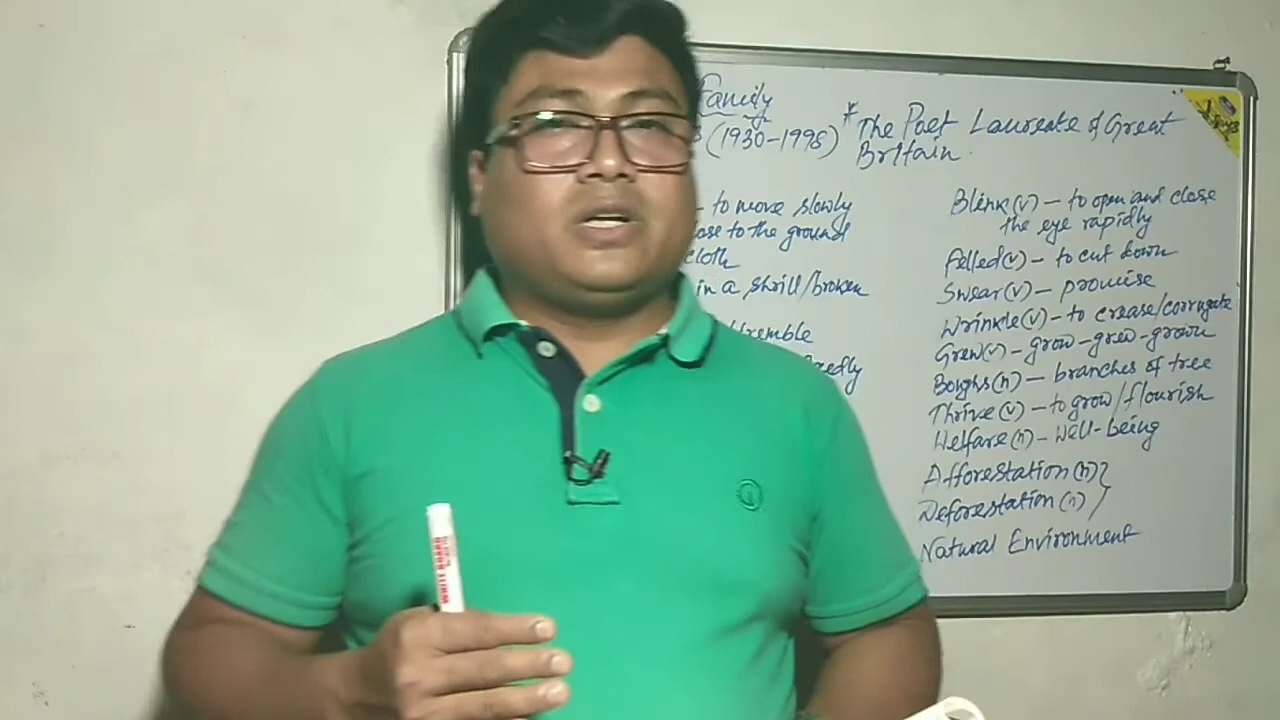 Family
(1930-1998) * The Poet Laureate of Great
Britain.
- to move slowly
to the ground
cloth
in a shrill/broken
tremble
Blink(v) - to open and close
the eye rapidly
felled(v) - to cut down
Swear(v) - promise
Wrinkle(v) - to crease/corrugate
Grew(v) - grow-grew-grown
Boughs(n) - branches of tree
Thrive(v) - to grow/flourish
Welfare(n) - Well-being
Afforestation(n)
Deforestation(n)
Natural Environment
WHITE BOARD